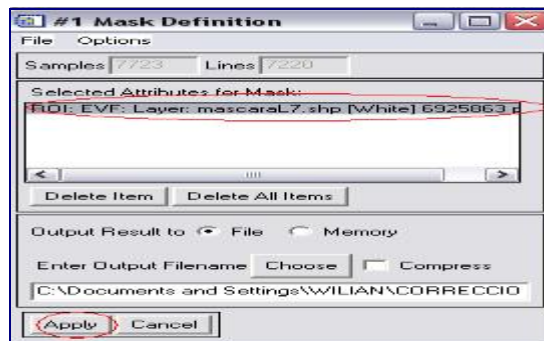 #1 Mask Definition
File Options
Samples 7723 Lines 7220
Selected Attributes for Mask:
ROI: EVF: Layer: mascaraL7.shp [White] 6925863 p
Delete Item Delete All Items
Output Result to File Memory
Enter Output Filename Choose Compress
C:\Documents and Settings\WILIAN\CORRECCIO
Apply Cancel